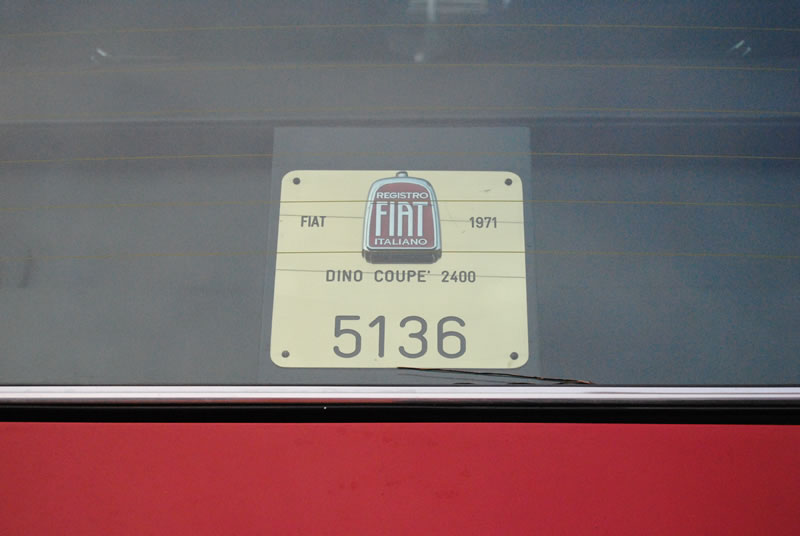 REGISTRO
FIAT
ITALIANO
FIAT 1971
DINO COUPE' 2400
5136